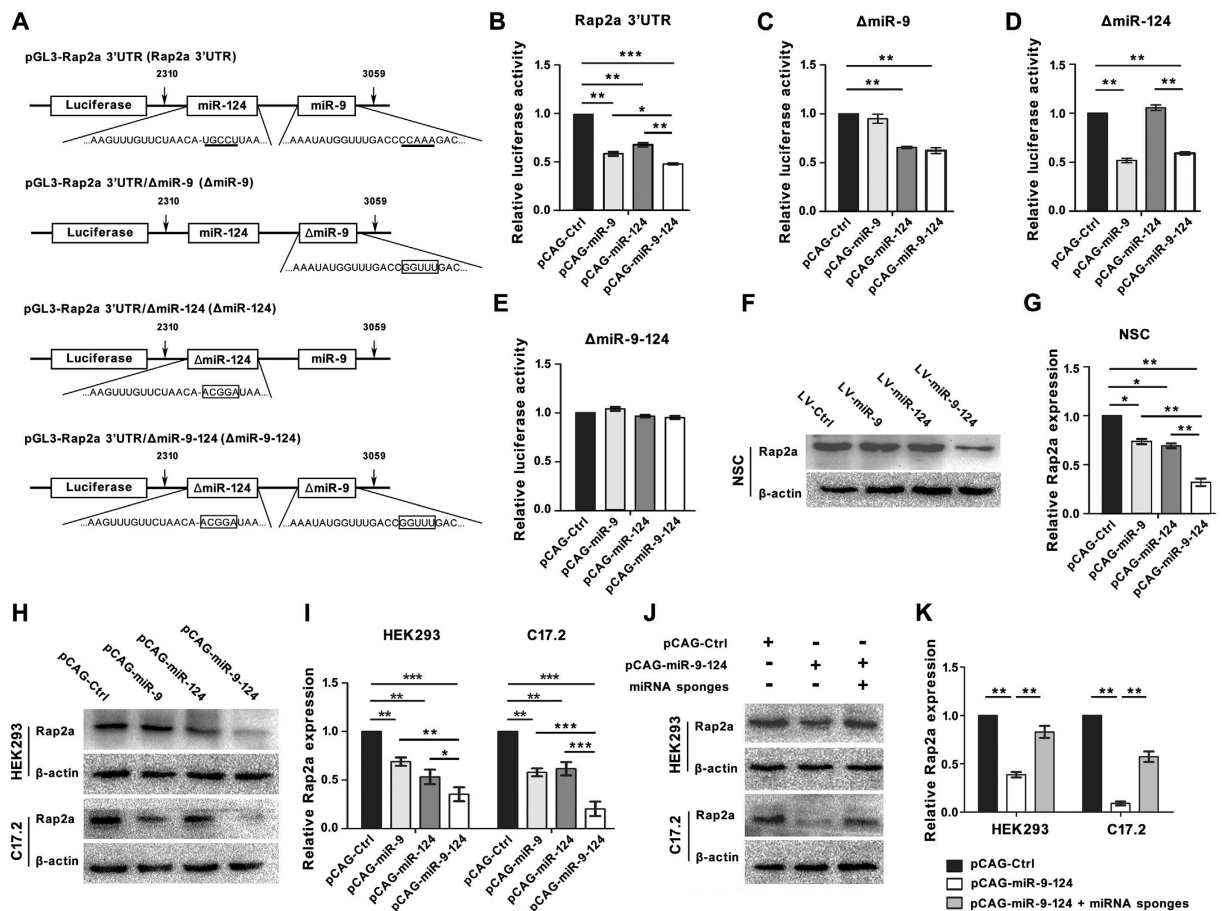 A
pGL3-Rap2a 3'UTR (Rap2a 3'UTR)
2310 3059
Luciferase miR-124 miR-9
...AAGUUUGUUCUAACA-UGCCUUAA... ...AAAUAUGGUUUGACCCCAAAGAC...
pGL3-Rap2a 3'UTR/ΔmiR-9 (ΔmiR-9)
2310 3059
Luciferase miR-124 ΔmiR-9
...AAAUAUGGUUUGACCGGUUUGAC...
pGL3-Rap2a 3'UTR/ΔmiR-124 (ΔmiR-124)
2310 3059
Luciferase ΔmiR-124 miR-9
...AAGUUUGUUCUAACA-ACGGAUAA...
pGL3-Rap2a 3'UTR/ΔmiR-9-124 (ΔmiR-9-124)
2310 3059
Luciferase ΔmiR-124 ΔmiR-9
...AAGUUUGUUCUAACA-ACGGAUAA... ...AAAUAUGGUUUGACCGGUUUGAC...
B
Rap2a 3'UTR
Relative luciferase activity
1.5
1.0
0.5
0.0
***
**
**
*
**
pCAG-Ctrl
pCAG-miR-9
pCAG-miR-124
pCAG-miR-9-124
C
ΔmiR-9
Relative luciferase activity
1.5
1.0
0.5
0.0
**
**
pCAG-Ctrl
pCAG-miR-9
pCAG-miR-124
pCAG-miR-9-124
D
ΔmiR-124
Relative luciferase activity
1.5
1.0
0.5
0.0
**
** **
pCAG-Ctrl
pCAG-miR-9
pCAG-miR-124
pCAG-miR-9-124
E
ΔmiR-9-124
Relative luciferase activity
1.5
1.0
0.5
0.0
pCAG-Ctrl
pCAG-miR-9
pCAG-miR-124
pCAG-miR-9-124
F
LV-Ctrl
LV-miR-9
LV-miR-124
LV-miR-9-124
NSC
Rap2a
β-actin
G
NSC
Relative Rap2a expression
1.5
1.0
0.5
0.0
**
*
*
**
**
pCAG-Ctrl
pCAG-miR-9
pCAG-miR-124
pCAG-miR-9-124
H
pCAG-Ctrl
pCAG-miR-9
pCAG-miR-124
pCAG-miR-9-124
HEK293
Rap2a
β-actin
C17.2
Rap2a
β-actin
I
HEK293 C17.2
Relative Rap2a expression
1.5
1.0
0.5
0.0
*** ***
** **
** ** ** ***
* ***
pCAG-Ctrl
pCAG-miR-9
pCAG-miR-124
pCAG-miR-9-124
pCAG-Ctrl
pCAG-miR-9
pCAG-miR-124
pCAG-miR-9-124
J
pCAG-Ctrl + - -
pCAG-miR-9-124 - + +
miRNA sponges - - +
HEK293
Rap2a
β-actin
C17.2
Rap2a
β-actin
K
Relative Rap2a expression
1.5
1.0
0.5
0.0
** ** ** **
HEK293 C17.2
pCAG-Ctrl
pCAG-miR-9-124
pCAG-miR-9-124 + miRNA sponges